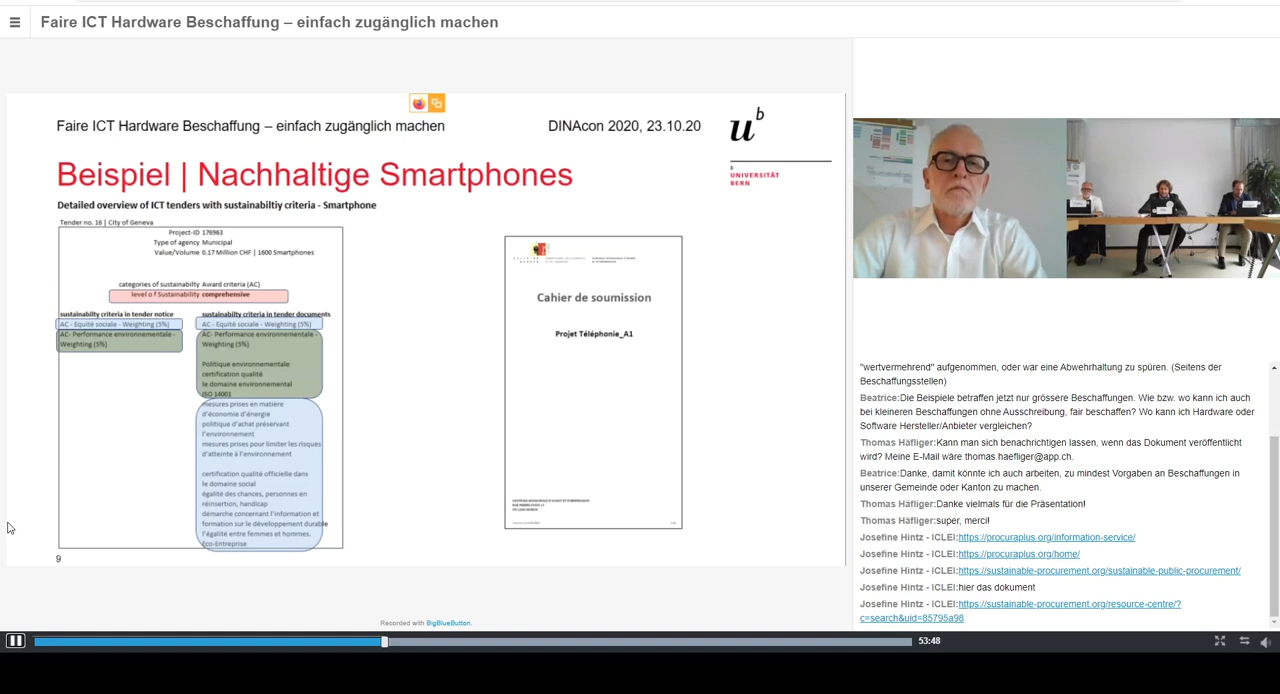 Faire ICT Hardware Beschaffung – einfach zugänglich machen
Faire ICT Hardware Beschaffung – einfach zugänglich machen
DINAcon 2020, 23.10.20
u b
b
UNIVERSITÄT
BERN
Beispiel | Nachhaltige Smartphones
Detailed overview of ICT tenders with sustainabiltiy criteria - Smartphone
Tender no. 16 | City of Geneva
Project-ID 176963
Type of agency Municipal
Value/Volume 0.17 Million CHF | 1600 Smartphones
categories of sustainabilty Award criteria (AC)
level o f Sustainability comprehensive
sustainabilty criteria in tender notice
AC - Equité sociale - Weighting (5%)
AC- Performance environnementale -
Weighting (5%)
sustainabilty criteria in tender documents
AC - Equité sociale - Weighting (5%)
AC- Performance environnementale -
Weighting (5%)
Politique environnementale
certification qualité
le domaine environmental
ISO 14001
mesures prises en matière
d'économie d'énergie
politique d'achat préservant
l'environnement
mesures prises pour limiter les risques
d'atteinte à l'environnement
certification qualité officielle dans
le domaine social
égalité des chances, personnes en
réinsertion, handicap
démarche concernant l'information et
formation sur le développement durable
l'égalité entre femmes et hommes.
Eco-Entreprise
Cahier de soumission
Projet Téléphonie_A1
9
Recorded with BigBlueButton.
"wertvermehrend" aufgenommen, oder war eine Abwehrhaltung zu spüren. (Seitens der
Beschaffungsstellen)
Beatrice:Die Beispiele betraffen jetzt nur grössere Beschaffungen. Wie bzw. wo kann ich auch
bei kleineren Beschaffungen ohne Ausschreibung, fair beschaffen? Wo kann ich Hardware oder
Software Hersteller/Anbieter vergleichen?
Thomas Häfliger:Kann man sich benachrichtigen lassen, wenn das Dokument veröffentlicht
wird? Meine E-Mail wäre thomas.haefliger@app.ch.
Beatrice:Danke, damit könnte ich auch arbeiten, zu mindest Vorgaben an Beschaffungen in
unserer Gemeinde oder Kanton zu machen.
Thomas Häfliger:Danke vielmals für die Präsentation!
Thomas Häfliger:super, merci!
Josefine Hintz - ICLEI:https://procuraplus.org/information-service/
Josefine Hintz - ICLEI:https://procuraplus.org/home/
Josefine Hintz - ICLEI:https://sustainable-procurement.org/sustainable-public-procurement/
Josefine Hintz - ICLEI:hier das dokument
Josefine Hintz - ICLEI:https://sustainable-procurement.org/resource-centre/?
c=search&uid=85795a98
53:48